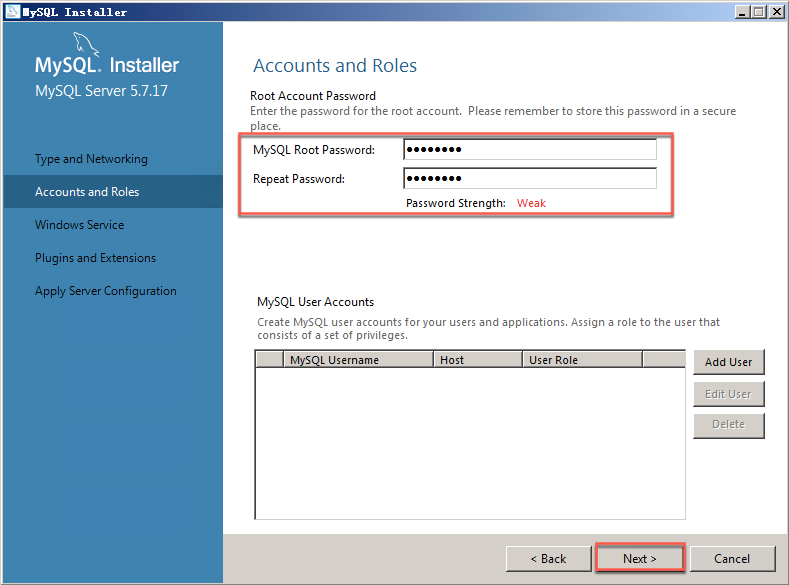 MySQL Installer
MySQL. Installer
MySQL Server 5.7.17
Type and Networking
Accounts and Roles
Windows Service
Plugins and Extensions
Apply Server Configuration
Accounts and Roles
Root Account Password
Enter the password for the root account. Please remember to store this password in a secure
place.
MySQL Root Password: ●●●●●●●●
Repeat Password: ●●●●●●●●
Password Strength: Weak
MySQL User Accounts
Create MySQL user accounts for your users and applications. Assign a role to the user that
consists of a set of privileges.
MySQL Username Host User Role
Add User
Edit User
Delete
< Back Next > Cancel